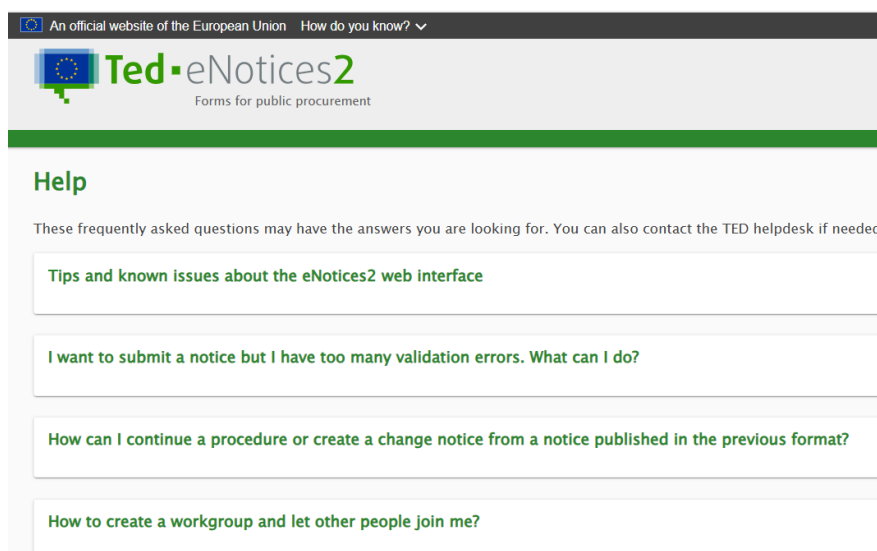 An official website of the European Union How do you know?
Ted eNotices2
Forms for public procurement
Help
These frequently asked questions may have the answers you are looking for. You can also contact the TED helpdesk if needed
Tips and known issues about the eNotices2 web interface
I want to submit a notice but I have too many validation errors. What can I do?
How can I continue a procedure or create a change notice from a notice published in the previous format?
How to create a workgroup and let other people join me?